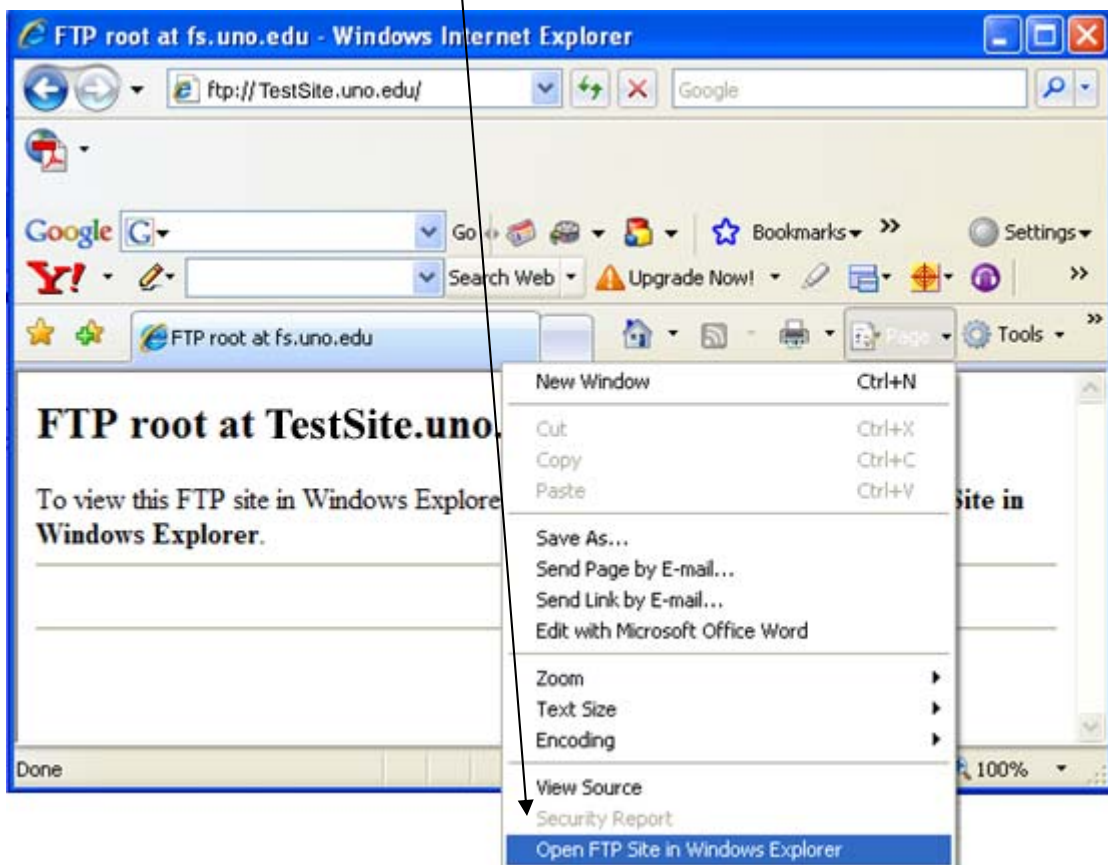 FTP root at fs.uno.edu - Windows Internet Explorer
ftp://TestSite.uno.edu/
Google
Google G
Go
Bookmarks
Settings
Y!
Search Web
Upgrade Now!
FTP root at fs.uno.edu
Page
Tools
New Window Ctrl+N
Cut Ctrl+X
Copy Ctrl+C
Paste Ctrl+V
Save As...
Send Page by E-mail...
Send Link by E-mail...
Edit with Microsoft Office Word
Zoom
Text Size
Encoding
View Source
Security Report
Open FTP Site in Windows Explorer
FTP root at TestSite.uno.
To view this FTP site in Windows Explore Site in
Windows Explorer.
Done
100%